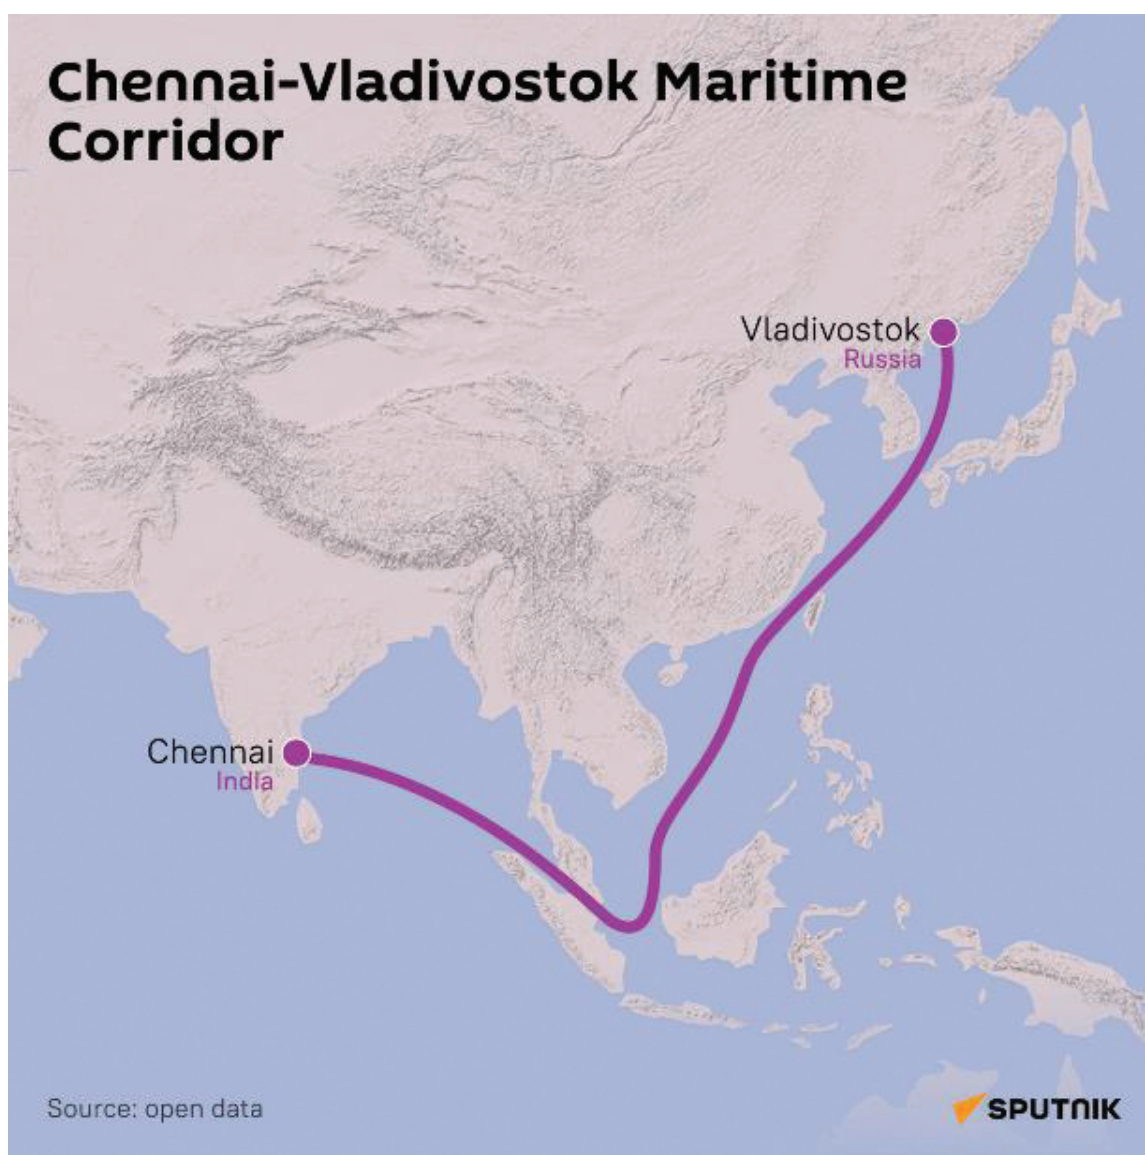 Chennai-Vladivostok Maritime
Corridor
Vladivostok
Russia
Chennai
India
Source: open data
SPUTNIK